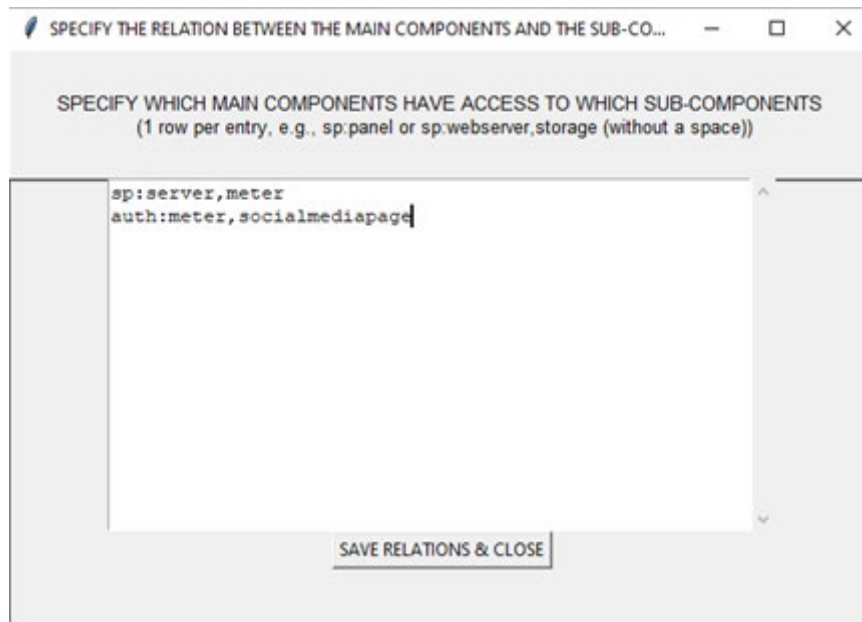 SPECIFY THE RELATION BETWEEN THE MAIN COMPONENTS AND THE SUB-CO...
SPECIFY WHICH MAIN COMPONENTS HAVE ACCESS TO WHICH SUB-COMPONENTS
(1 row per entry, e.g., sp:panel or sp:webserver,storage (without a space))
sp:server,meter
auth:meter,socialmediapage
SAVE RELATIONS & CLOSE